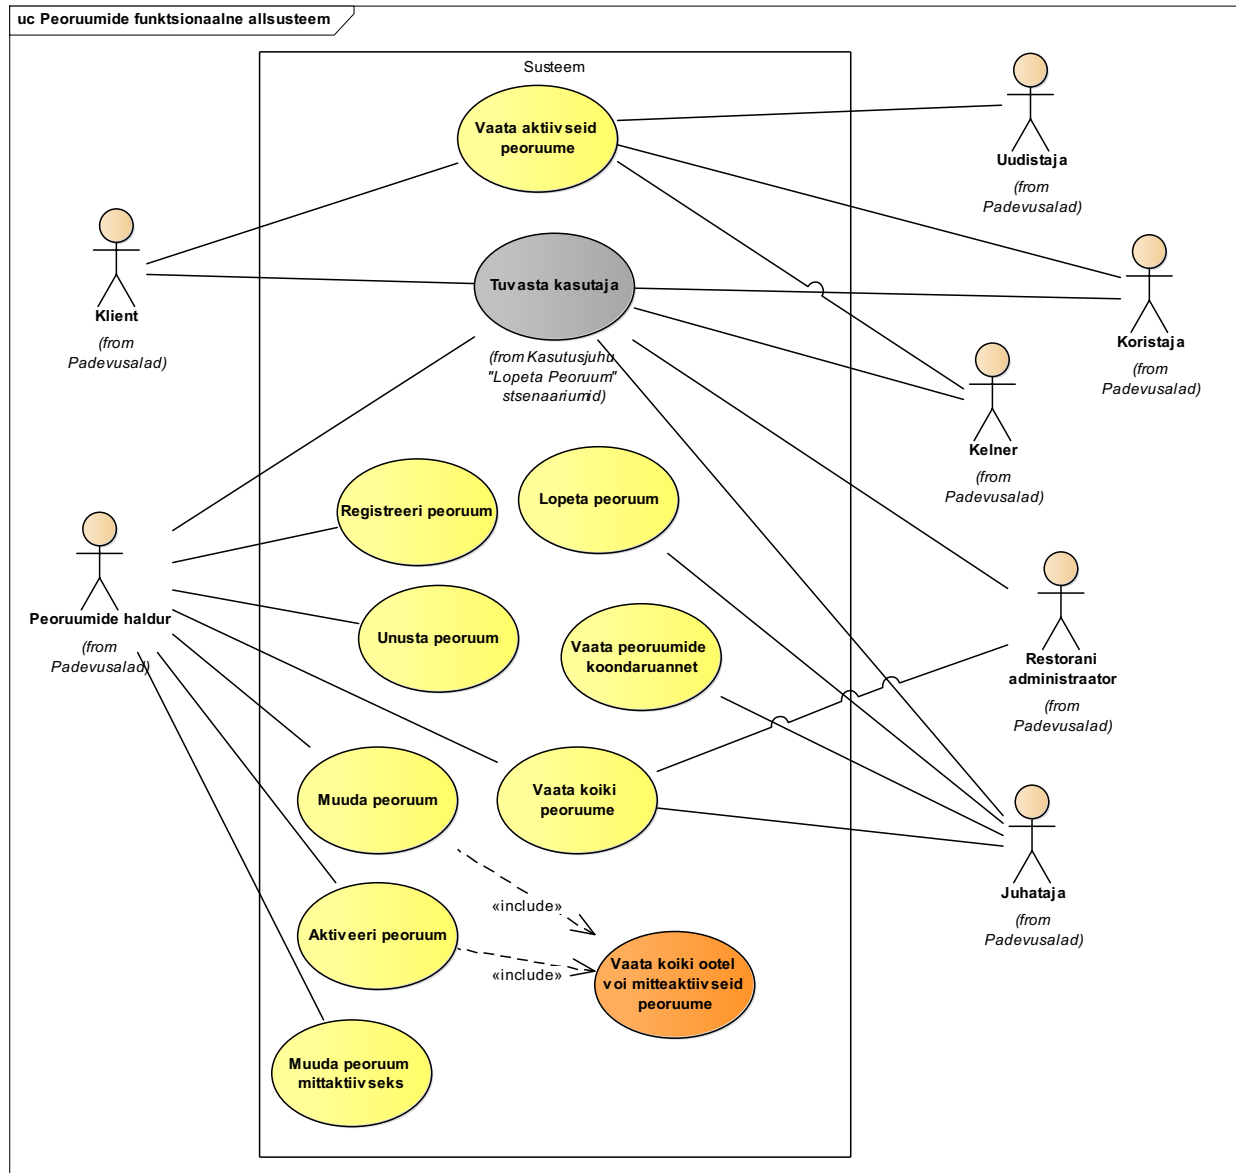 uc Peoruumide funktsionaalne allsusteem
Susteem
Vaata aktiivseid
peoruume
Uudistaja
(from
Padevusalad)
Klient
(from
Padevusalad)
Tuvasta kasutaja
(from Kasutusjuhu
"Lopeta Peoruum"
stsenaariumid)
Koristaja
(from
Padevusalad)
Kelner
(from
Padevusalad)
Registreeri peoruum
Lopeta peoruum
Peoruumide haldur
(from
Padevusalad)
Unusta peoruum
Vaata peoruumide
koondaruannet
Restorani
administraator
(from
Padevusalad)
Muuda peoruum
Vaata koiki
peoruume
Juhataja
(from
Padevusalad)
«include»
Aktiveeri peoruum
«include»
Vaata koiki ootel
voi mitteaktiivseid
peoruume
Muuda peoruum
mittaktiivseks